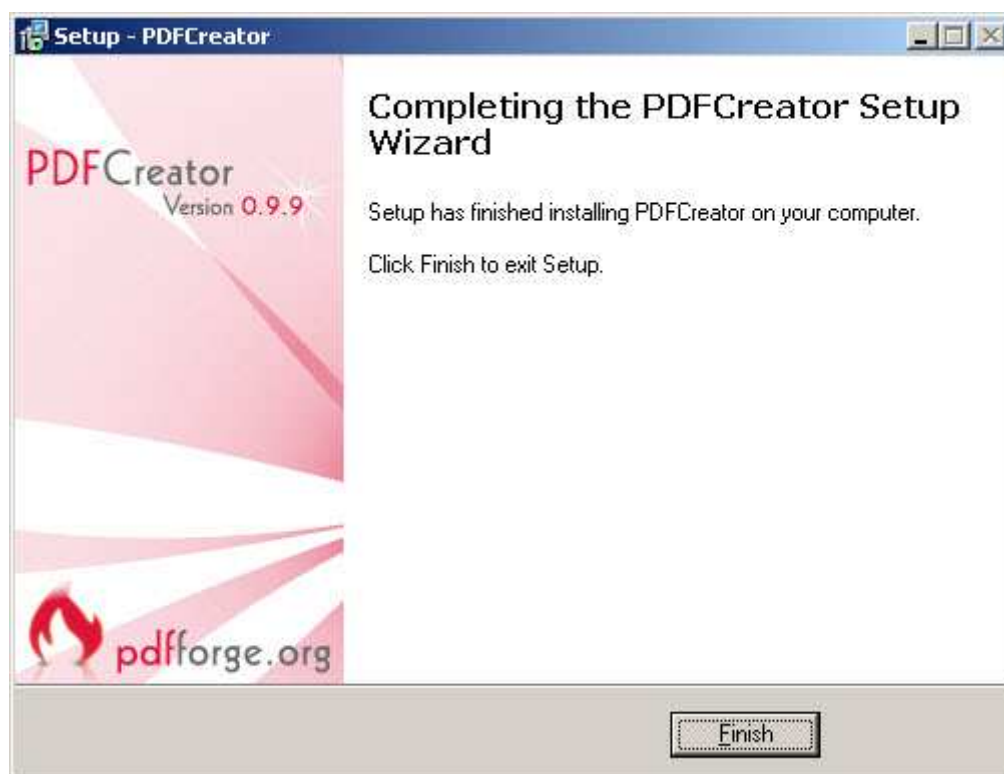 Setup - PDFCreator
PDFCreator
Version 0.9.9
Completing the PDFCreator Setup
Wizard
Setup has finished installing PDFCreator on your computer.
Click Finish to exit Setup.
pdfforge.org
Finish